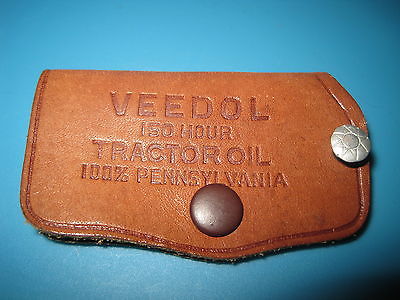 VEEDOL
150 HOUR
TRACTOR OIL
100% PENNSYLVANIA